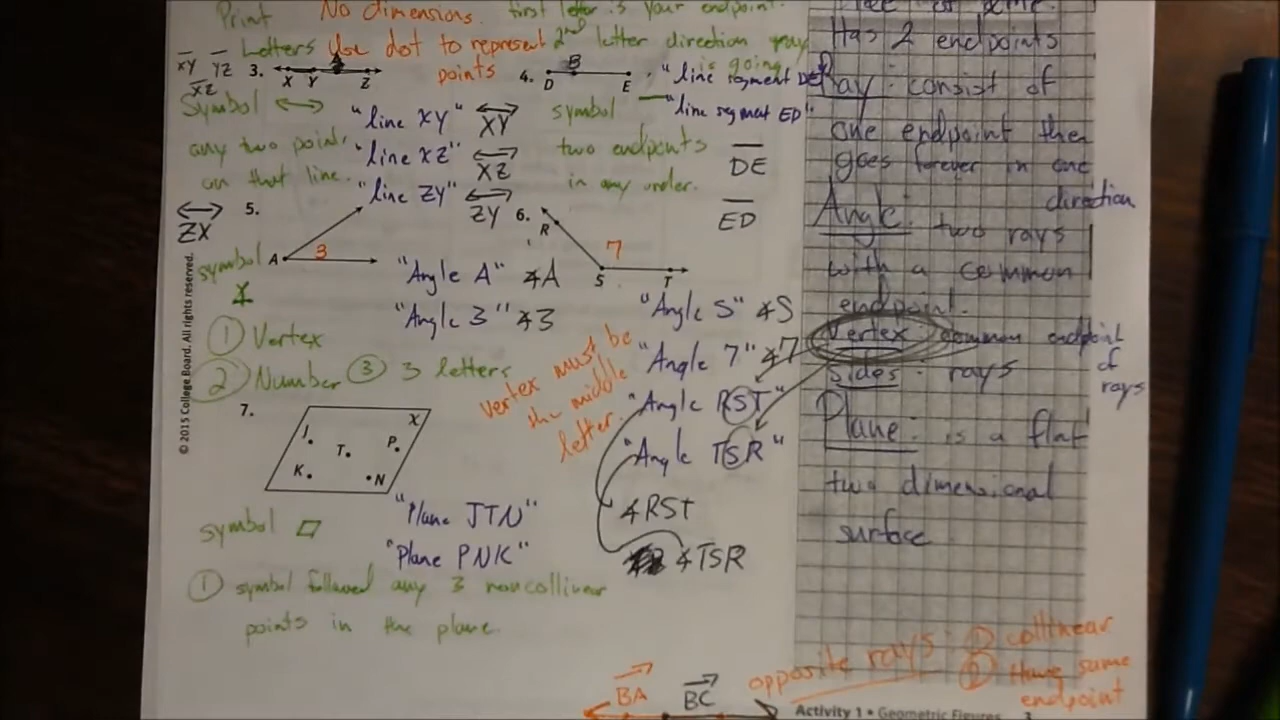 Print No dimensions. first letter is your endpoint.
Letters Use dot to represent points
2nd letter direction ray is going
XY YZ
XZ
3.
X Y Z
Symbol ↔
any two point,
on that line.
"line XY" XY
"line XZ" XZ
"line ZY" ZY
ZX
4.
B
D E
"line segment DE"
"line segment ED"
symbol —
two endpoints
in any order.
DE
ED
5.
A 3
symbol
∡
"Angle A" ∡A
"Angle 3" ∡3
① Vertex
② Number ③ 3 letters
6.
R
S T
7
"Angle S" ∡S
"Angle 7" ∡7
"Angle RST"
"Angle TSR"
∡RST
∡TSR
vertex must be
the middle
letter.
7.
X
J T P
K N
symbol ▱
"Plane JTN"
"Plane PNK"
① symbol followed any 3 noncollinear
points in the plane.
Has 2 endpoints
Ray: consist of
one endpoint then
goes forever in one
direction
Angle: two rays
with a common
endpoint.
Vertex: common endpoint
of
rays
sides: rays
Plane: is a flat
two dimensional
surface
opposite rays: ① collinear
② Have same
endpoint
BA BC
© 2015 College Board. All rights reserved.
Activity 1 • Geometric Figures